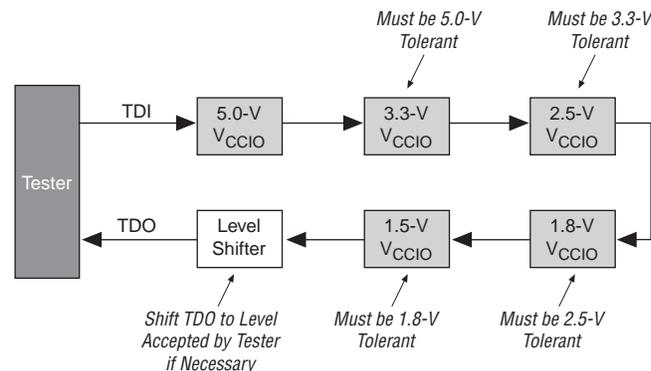 Must be 5.0-V
Tolerant
Must be 3.3-V
Tolerant
TDI
5.0-V
VCCIO
3.3-V
VCCIO
2.5-V
VCCIO
Tester
TDO
Level
Shifter
1.5-V
VCCIO
1.8-V
VCCIO
Shift TDO to Level
Accepted by Tester
if Necessary
Must be 1.8-V
Tolerant
Must be 2.5-V
Tolerant